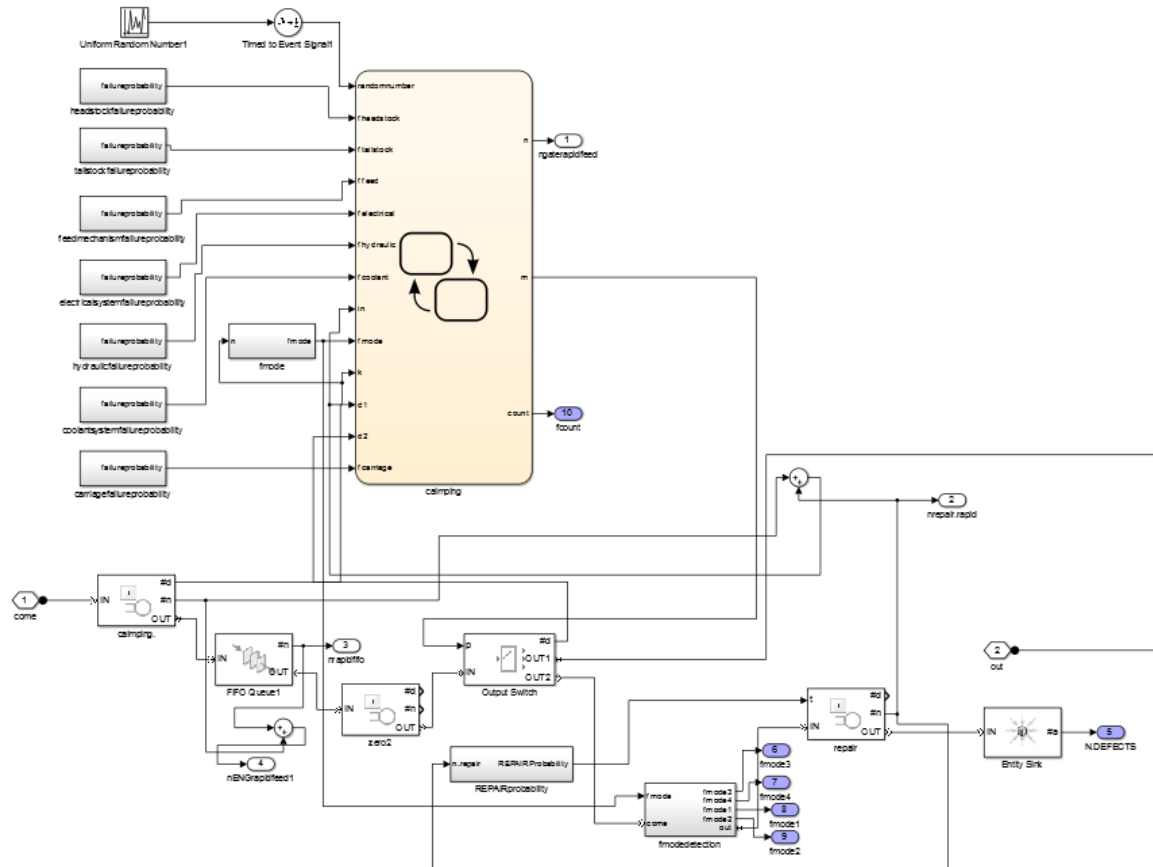 Uniform Random Number1
Timed to Event Signal1
failureprobability
headstockfailureprobability
failureprobability
tailstockfailureprobability
failureprobability
feedmechanismfailureprobability
failureprobability
electricalsystemfailureprobability
failureprobability
hydraulicfailureprobability
failureprobability
coolantsystemfailureprobability
failureprobability
carriagefailureprobability
n
fmode
fmode
randomnumber
fheadstock
ftailstock
ffeed
felectrical
fhydraulic
fcoolant
in
fmode
k
d1
d2
fcarriage
n
m
count
calmping
1
ngaterapidfeed
10
fcount
2
nrepair.rapid
1
come
IN
#d
#n
OUT
calmping.
IN
#n
OUT
FIFO Queue1
3
nrapidfifo
4
nENGrapidfeed1
IN
#d
#n
OUT
zero2
p
IN
#d
OUT1
OUT2
Output Switch
2
out
t
IN
#d
#n
OUT
repair
IN
#a
Entity Sink
5
N.DEFECTS
n.repair
REPAIRProbability
REPAIRprobability
fmode
come
fmode3
fmode4
fmode1
fmode2
out
fmodedetection
6
fmode3
7
fmode4
8
fmode1
9
fmode2